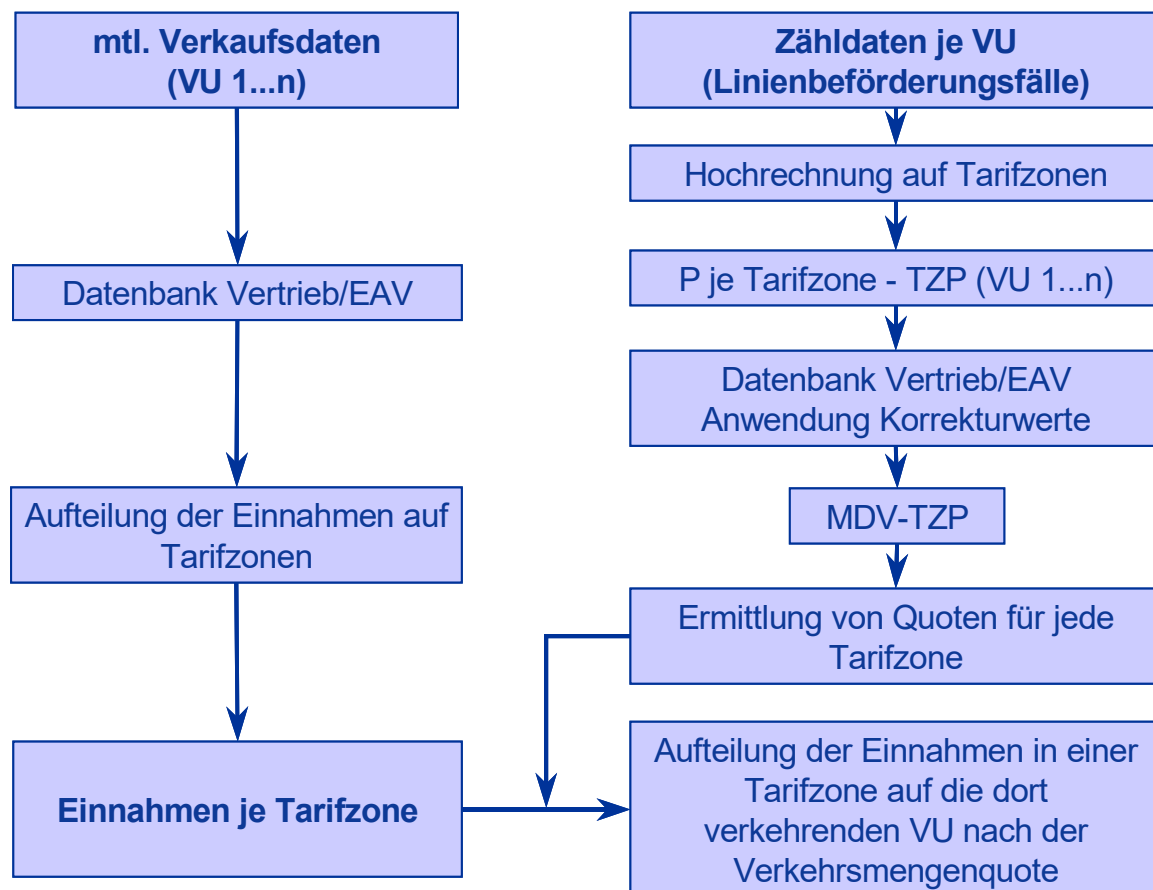 mtl. Verkaufsdaten
(VU 1...n)
Datenbank Vertrieb/EAV
Aufteilung der Einnahmen auf
Tarifzonen
Einnahmen je Tarifzone
Zähldaten je VU
(Linienbeförderungsfälle)
Hochrechnung auf Tarifzonen
P je Tarifzone - TZP (VU 1...n)
Datenbank Vertrieb/EAV
Anwendung Korrekturwerte
MDV-TZP
Ermittlung von Quoten für jede
Tarifzone
Aufteilung der Einnahmen in einer
Tarifzone auf die dort
verkehrenden VU nach der
Verkehrsmengenquote